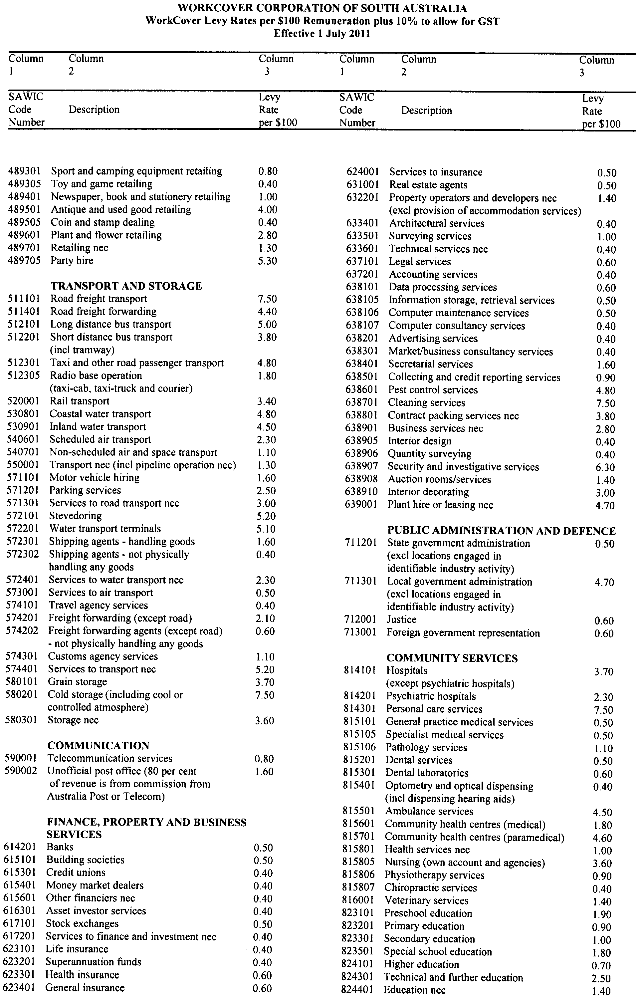 WORKCOVER CORPORATION OF SOUTH AUSTRALIA
WorkCover Levy Rates per $100 Remuneration plus 10% to allow for GST
Effective 1 July 2011
Column Column Column
1 2 3
SAWIC Levy
Code Description Rate
Number per $100
489301 Sport and camping equipment retailing 0.80
489305 Toy and game retailing 0.40
489401 Newspaper, book and stationery retailing 1.00
489501 Antique and used good retailing 4.00
489505 Coin and stamp dealing 0.40
489601 Plant and flower retailing 2.80
489701 Retailing nec 1.30
489705 Party hire 5.30
TRANSPORT AND STORAGE
511101 Road freight transport 7.50
511401 Road freight forwarding 4.40
512101 Long distance bus transport 5.00
512201 Short distance bus transport 3.80
(incl tramway)
512301 Taxi and other road passenger transport 4.80
512305 Radio base operation 1.80
(taxi-cab, taxi-truck and courier)
520001 Rail transport 3.40
530801 Coastal water transport 4.80
530901 Inland water transport 4.50
540601 Scheduled air transport 2.30
540701 Non-scheduled air and space transport 1.10
550001 Transport nec (incl pipeline operation nec) 1.30
571101 Motor vehicle hiring 1.60
571201 Parking services 2.50
571301 Services to road transport nec 3.00
572101 Stevedoring 5.20
572201 Water transport terminals 5.10
572301 Shipping agents - handling goods 1.60
572302 Shipping agents - not physically 0.40
handling any goods
572401 Services to water transport nec 2.30
573001 Services to air transport 0.50
574101 Travel agency services 0.40
574201 Freight forwarding (except road) 2.10
574202 Freight forwarding agents (except road) 0.60
- not physically handling any goods
574301 Customs agency services 1.10
574401 Services to transport nec 5.20
580101 Grain storage 3.70
580201 Cold storage (including cool or 7.50
controlled atmosphere)
580301 Storage nec 3.60
COMMUNICATION
590001 Telecommunication services 0.80
590002 Unofficial post office (80 per cent 1.60
of revenue is from commission from
Australia Post or Telecom)
FINANCE, PROPERTY AND BUSINESS
SERVICES
614201 Banks 0.50
615101 Building societies 0.50
615301 Credit unions 0.40
615401 Money market dealers 0.40
615601 Other financiers nec 0.40
616301 Asset investor services 0.40
617101 Stock exchanges 0.50
617201 Services to finance and investment nec 0.40
623101 Life insurance 0.40
623201 Superannuation funds 0.40
623301 Health insurance 0.60
623401 General insurance 0.60
Column Column Column
1 2 3
SAWIC Levy
Code Description Rate
Number per $100
624001 Services to insurance 0.50
631001 Real estate agents 0.50
632201 Property operators and developers nec 1.40
(excl provision of accommodation services)
633401 Architectural services 0.40
633501 Surveying services 1.00
633601 Technical services nec 0.40
637101 Legal services 0.60
637201 Accounting services 0.40
638101 Data processing services 0.60
638105 Information storage, retrieval services 0.50
638106 Computer maintenance services 0.50
638107 Computer consultancy services 0.40
638201 Advertising services 0.40
638301 Market/business consultancy services 0.40
638401 Secretarial services 1.60
638501 Collecting and credit reporting services 0.90
638601 Pest control services 4.80
638701 Cleaning services 7.50
638801 Contract packing services nec 3.80
638901 Business services nec 2.80
638905 Interior design 0.40
638906 Quantity surveying 0.40
638907 Security and investigative services 6.30
638908 Auction rooms/services 1.40
638910 Interior decorating 3.00
639001 Plant hire or leasing nec 4.70
PUBLIC ADMINISTRATION AND DEFENCE
711201 State government administration 0.50
(excl locations engaged in
identifiable industry activity)
711301 Local government administration 4.70
(excl locations engaged in
identifiable industry activity)
712001 Justice 0.60
713001 Foreign government representation 0.60
COMMUNITY SERVICES
814101 Hospitals 3.70
(except psychiatric hospitals)
814201 Psychiatric hospitals 2.30
814301 Personal care services 7.50
815101 General practice medical services 0.50
815105 Specialist medical services 0.50
815106 Pathology services 1.10
815201 Dental services 0.50
815301 Dental laboratories 0.60
815401 Optometry and optical dispensing 0.40
(incl dispensing hearing aids)
815501 Ambulance services 4.50
815601 Community health centres (medical) 1.80
815701 Community health centres (paramedical) 4.60
815801 Health services nec 1.00
815805 Nursing (own account and agencies) 3.60
815806 Physiotherapy services 0.90
815807 Chiropractic services 0.40
816001 Veterinary services 1.40
823101 Preschool education 1.90
823201 Primary education 0.90
823301 Secondary education 1.00
823501 Special school education 1.80
824101 Higher education 0.70
824301 Technical and further education 2.50
824401 Education nec 1.40